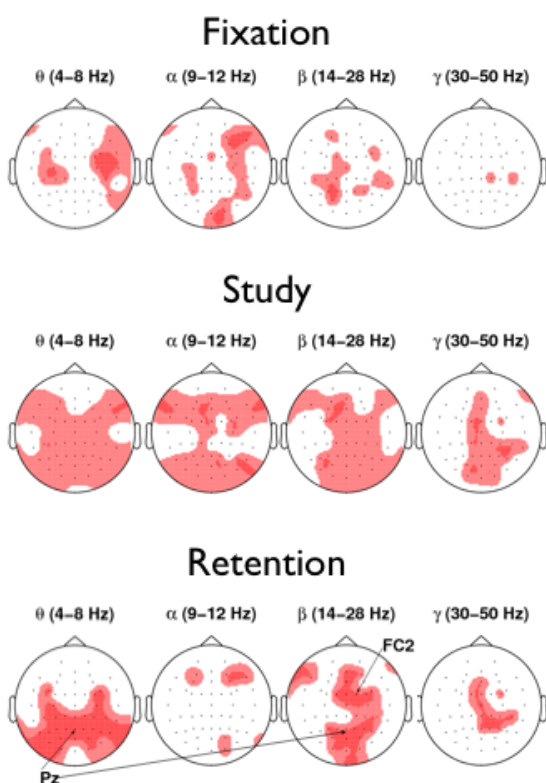 Fixation
θ (4–8 Hz) α (9–12 Hz) β (14–28 Hz) γ (30–50 Hz)
Study
θ (4–8 Hz) α (9–12 Hz) β (14–28 Hz) γ (30–50 Hz)
Retention
θ (4–8 Hz) α (9–12 Hz) β (14–28 Hz) γ (30–50 Hz)
FC2
Pz